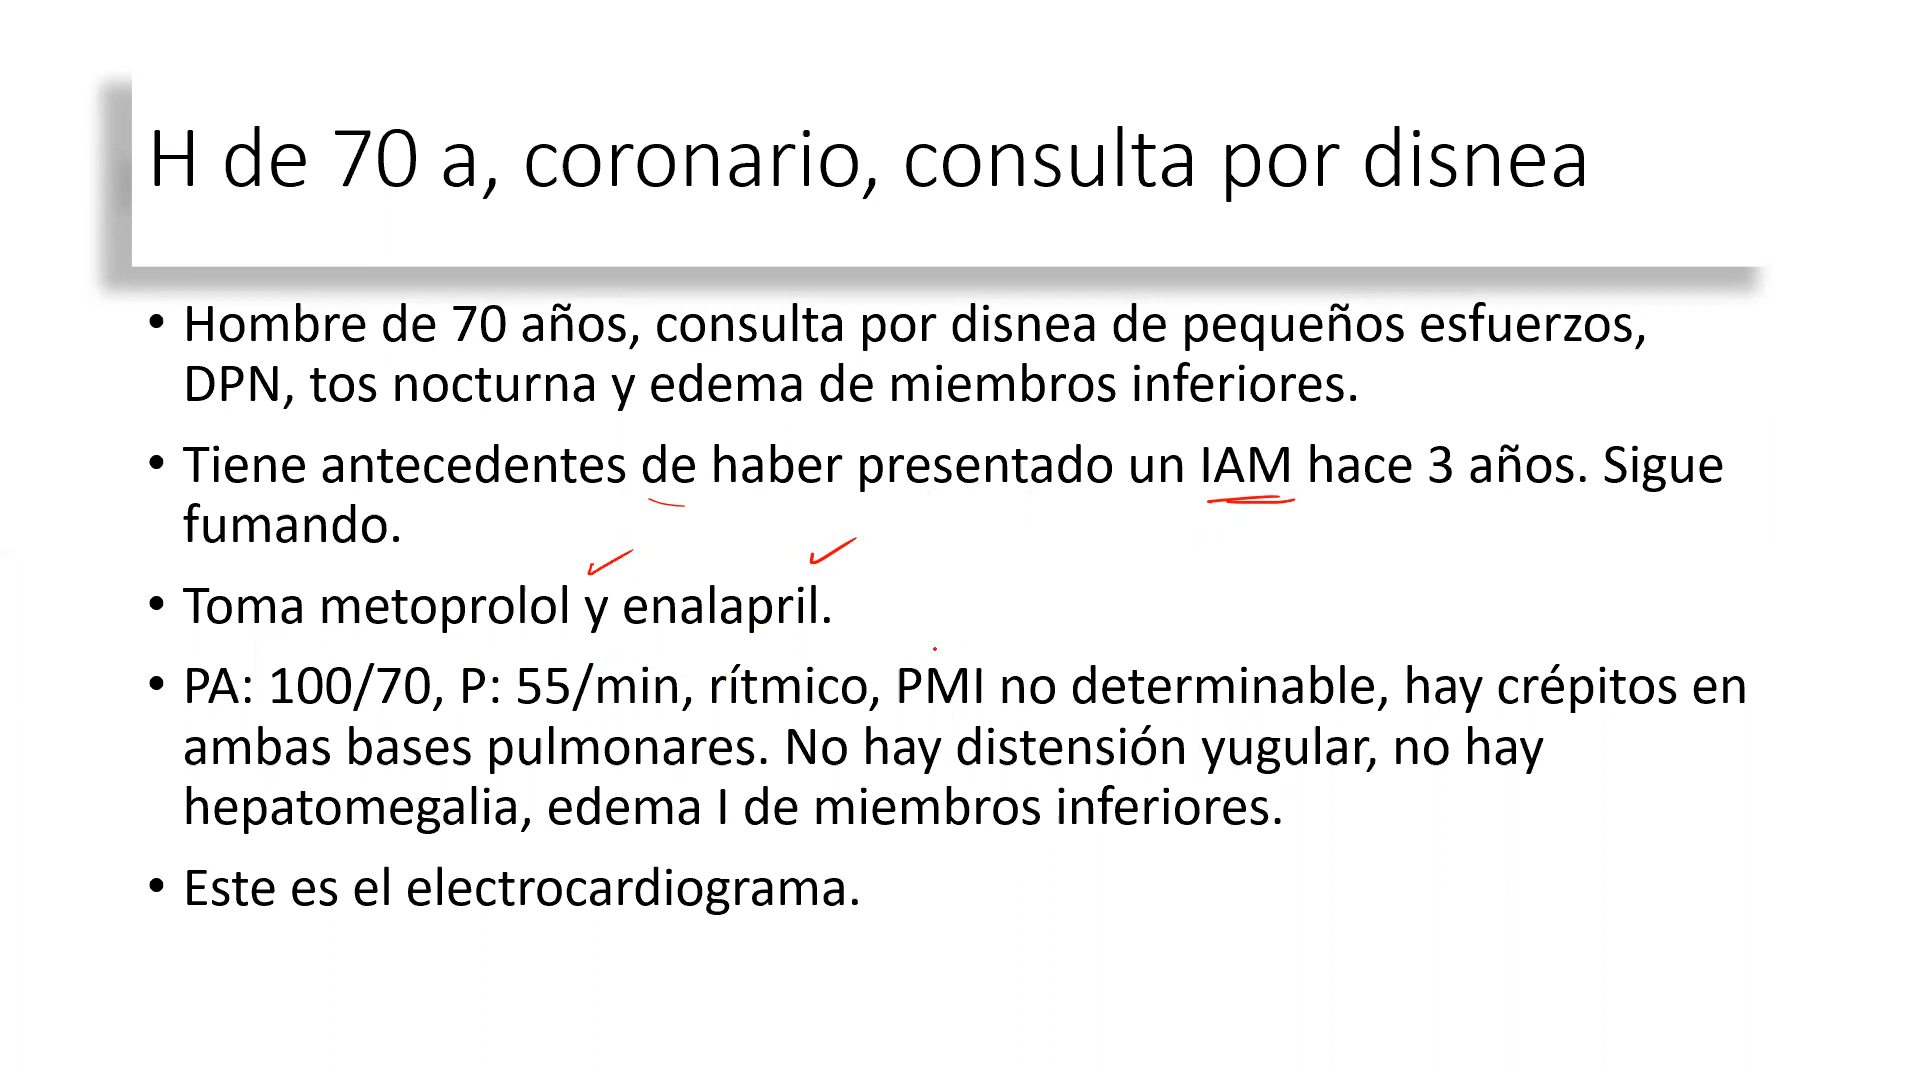 H de 70 a, coronario, consulta por disnea
• Hombre de 70 años, consulta por disnea de pequeños esfuerzos,
DPN, tos nocturna y edema de miembros inferiores.
• Tiene antecedentes de haber presentado un IAM hace 3 años. Sigue
fumando.
• Toma metoprolol y enalapril.
• PA: 100/70, P: 55/min, rítmico, PMI no determinable, hay crépitos en
ambas bases pulmonares. No hay distensión yugular, no hay
hepatomegalia, edema I de miembros inferiores.
• Este es el electrocardiograma.